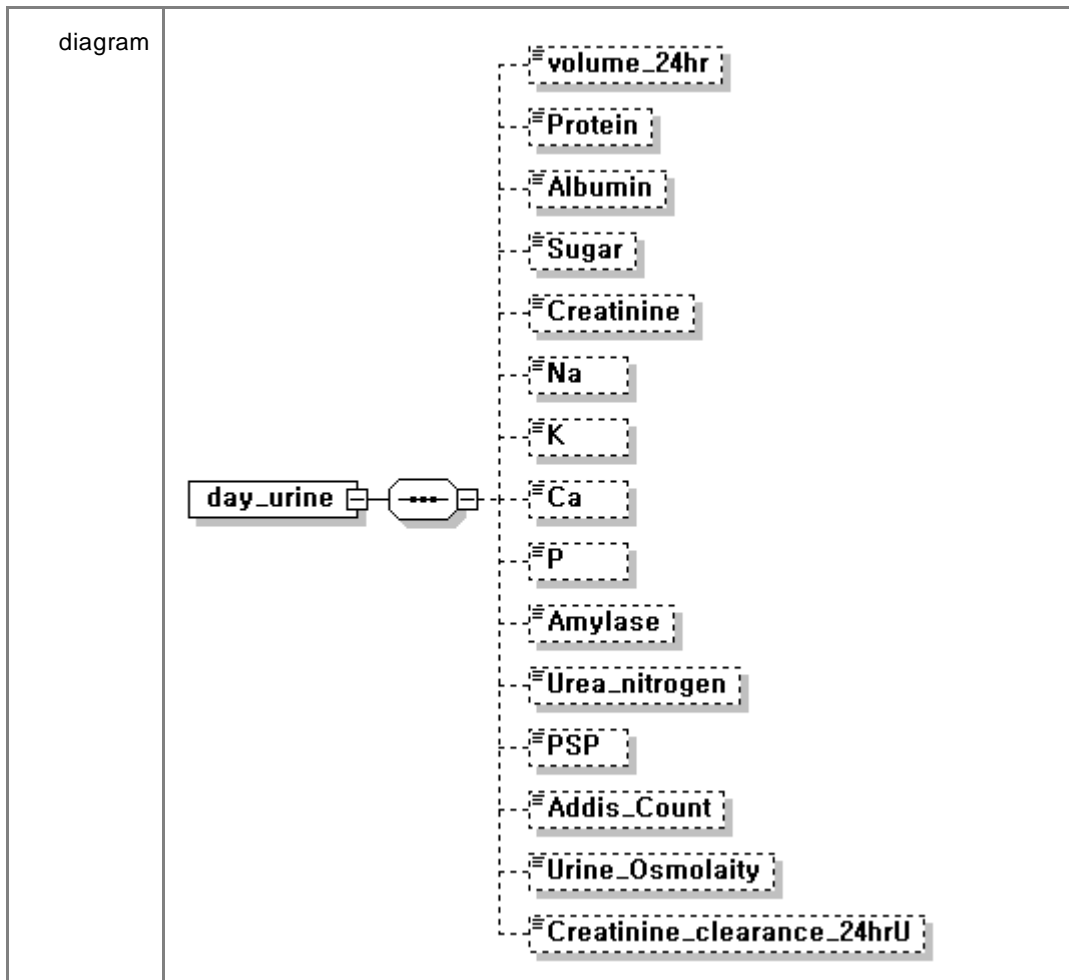 diagram
volume_24hr
Protein
Albumin
Sugar
Creatinine
Na
K
day_urine
Ca
P
Amylase
Urea_nitrogen
PSP
Addis_Count
Urine_Osmolaity
Creatinine_clearance_24hrU